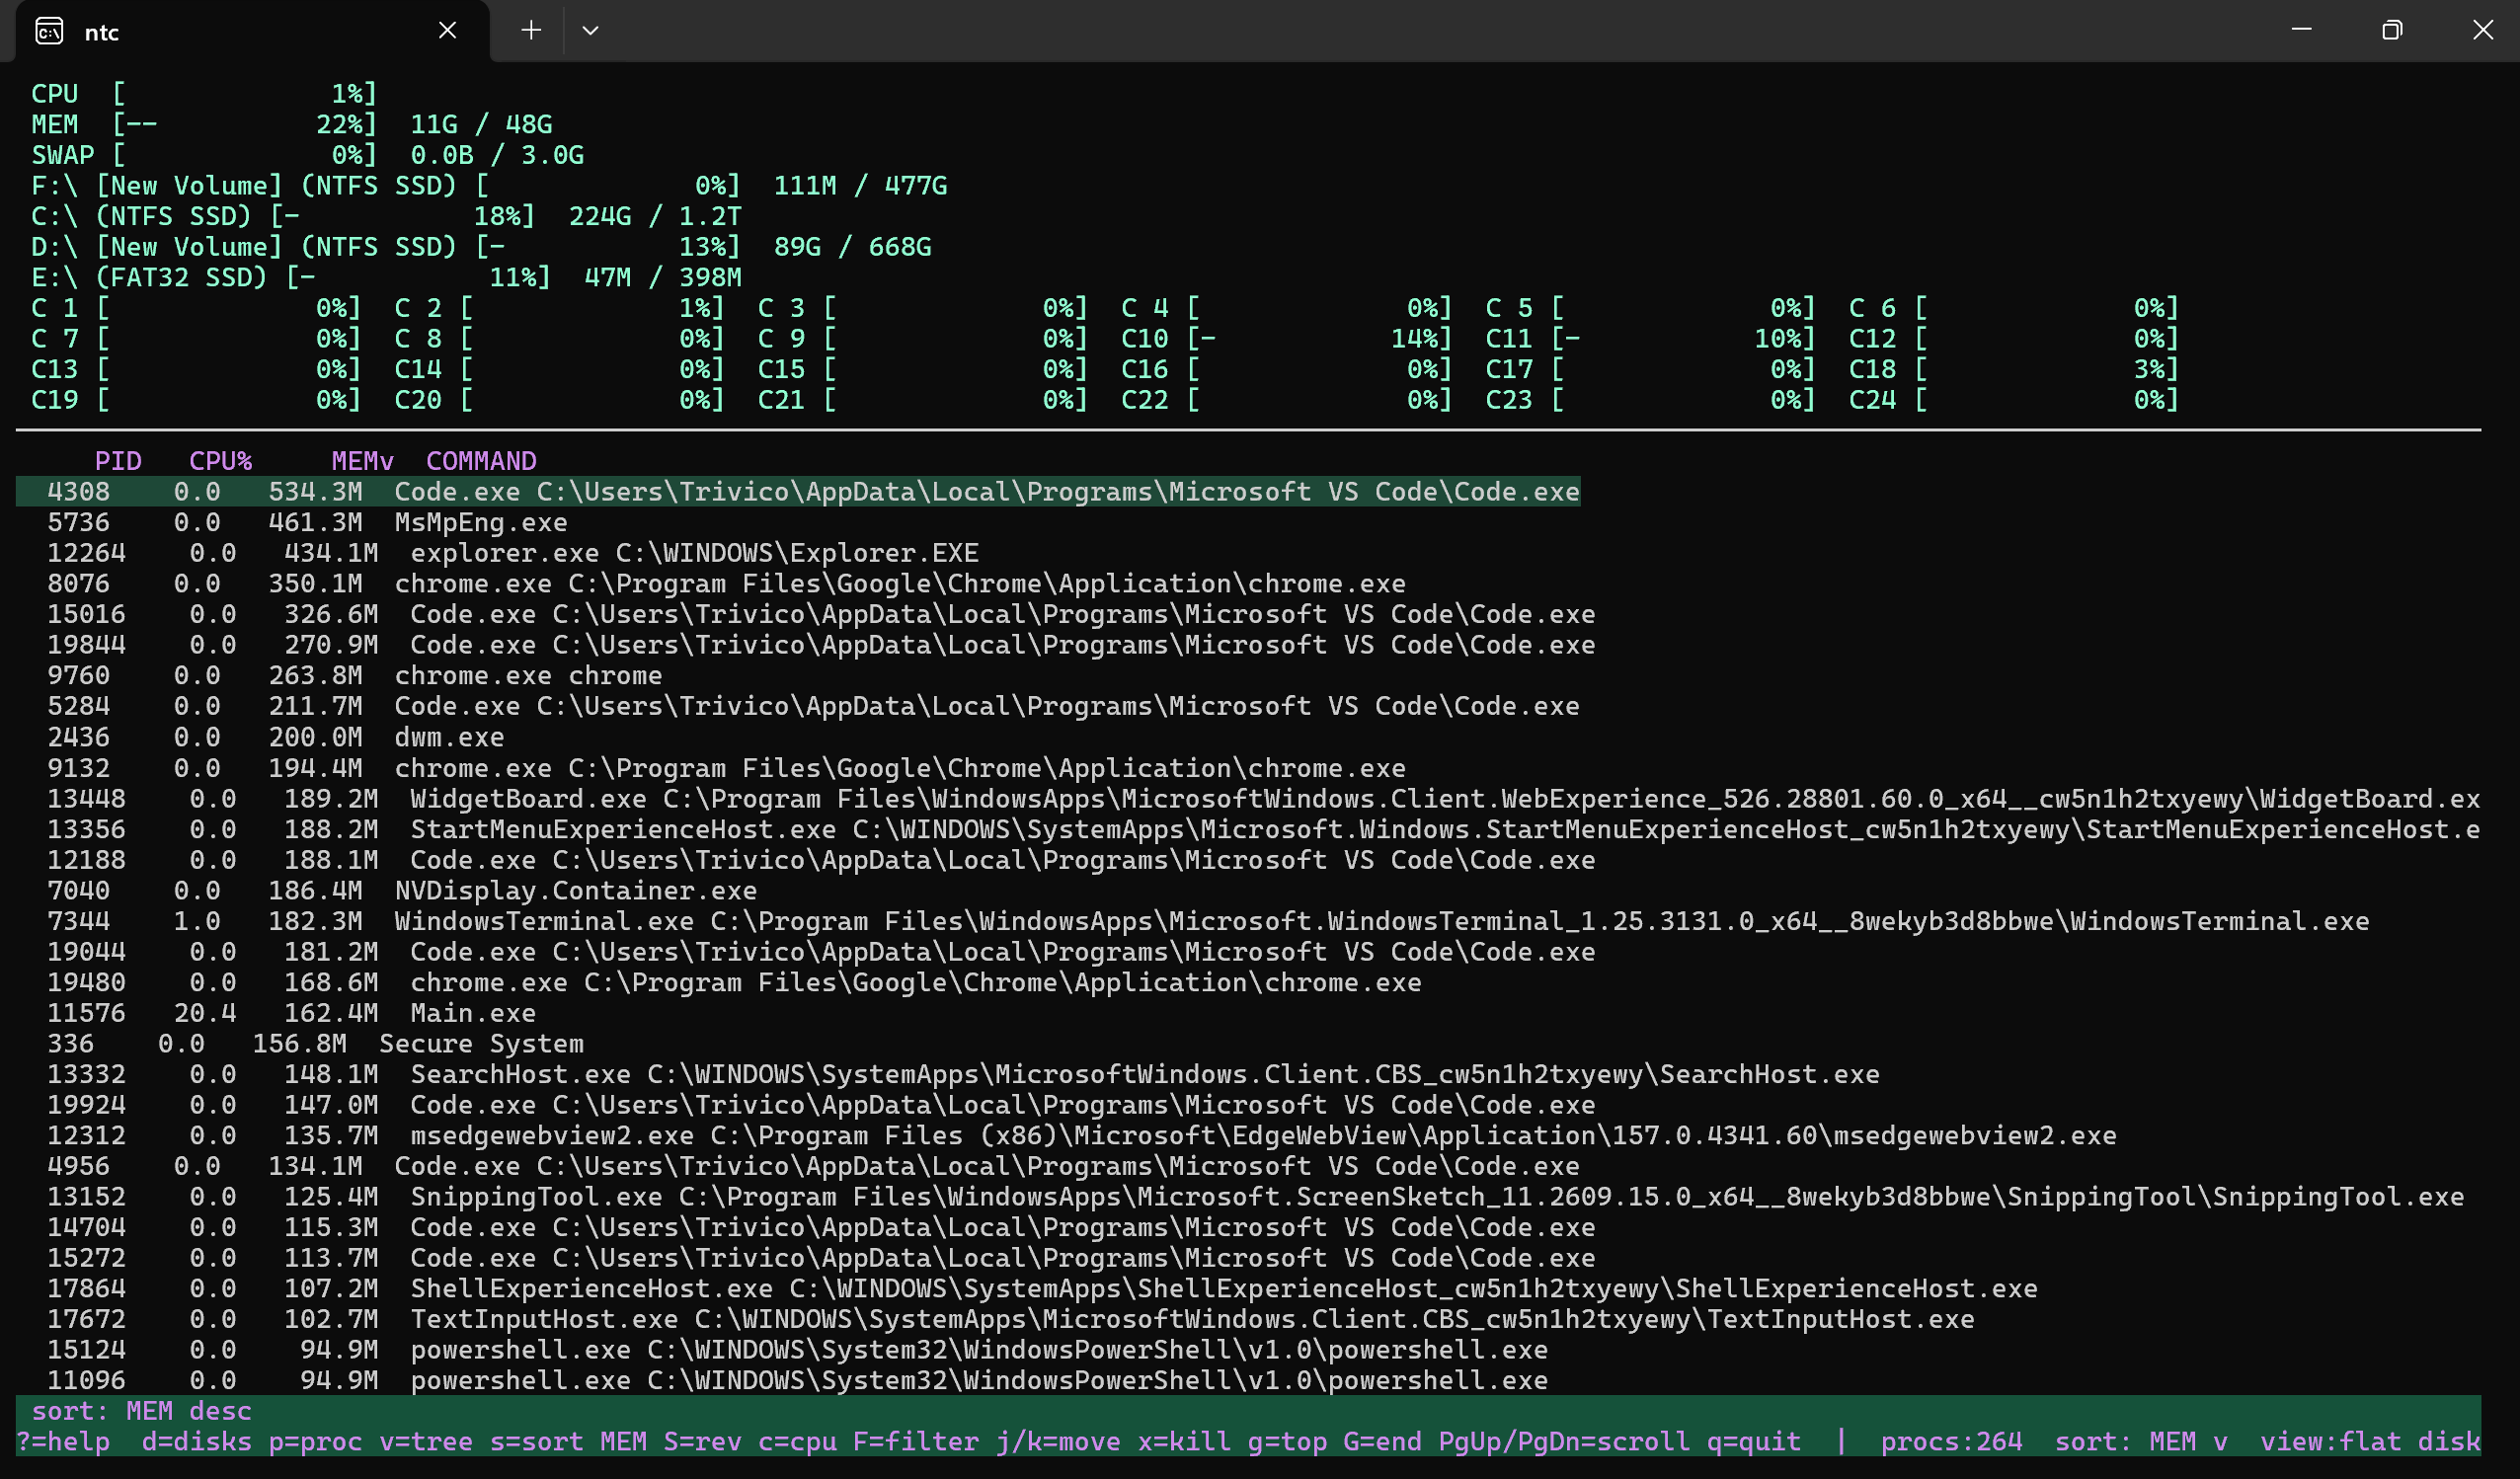 ntc
CPU  [             1%]
MEM  [--          22%]  11G / 48G
SWAP [             0%]  0.0B / 3.0G
F:\ [New Volume] (NTFS SSD) [             0%]  111M / 477G
C:\ (NTFS SSD) [-           18%]  224G / 1.2T
D:\ [New Volume] (NTFS SSD) [-           13%]  89G / 668G
E:\ (FAT32 SSD) [-           11%]  47M / 398M
C 1 [             0%]  C 2 [             1%]  C 3 [             0%]  C 4 [             0%]  C 5 [             0%]  C 6 [             0%]
C 7 [             0%]  C 8 [             0%]  C 9 [             0%]  C10 [-           14%]  C11 [-           10%]  C12 [             0%]
C13 [             0%]  C14 [             0%]  C15 [             0%]  C16 [             0%]  C17 [             0%]  C18 [             3%]
C19 [             0%]  C20 [             0%]  C21 [             0%]  C22 [             0%]  C23 [             0%]  C24 [             0%]
PID   CPU%     MEMv  COMMAND
4308    0.0   534.3M  Code.exe C:\Users\Trivico\AppData\Local\Programs\Microsoft VS Code\Code.exe
5736    0.0   461.3M  MsMpEng.exe
12264    0.0   434.1M  explorer.exe C:\WINDOWS\Explorer.EXE
8076    0.0   350.1M  chrome.exe C:\Program Files\Google\Chrome\Application\chrome.exe
15016    0.0   326.6M  Code.exe C:\Users\Trivico\AppData\Local\Programs\Microsoft VS Code\Code.exe
19844    0.0   270.9M  Code.exe C:\Users\Trivico\AppData\Local\Programs\Microsoft VS Code\Code.exe
9760    0.0   263.8M  chrome.exe chrome
5284    0.0   211.7M  Code.exe C:\Users\Trivico\AppData\Local\Programs\Microsoft VS Code\Code.exe
2436    0.0   200.0M  dwm.exe
9132    0.0   194.4M  chrome.exe C:\Program Files\Google\Chrome\Application\chrome.exe
13448    0.0   189.2M  WidgetBoard.exe C:\Program Files\WindowsApps\MicrosoftWindows.Client.WebExperience_526.28801.60.0_x64__cw5n1h2txyewy\WidgetBoard.ex
13356    0.0   188.2M  StartMenuExperienceHost.exe C:\WINDOWS\SystemApps\Microsoft.Windows.StartMenuExperienceHost_cw5n1h2txyewy\StartMenuExperienceHost.e
12188    0.0   188.1M  Code.exe C:\Users\Trivico\AppData\Local\Programs\Microsoft VS Code\Code.exe
7040    0.0   186.4M  NVDisplay.Container.exe
7344    1.0   182.3M  WindowsTerminal.exe C:\Program Files\WindowsApps\Microsoft.WindowsTerminal_1.25.3131.0_x64__8wekyb3d8bbwe\WindowsTerminal.exe
19044    0.0   181.2M  Code.exe C:\Users\Trivico\AppData\Local\Programs\Microsoft VS Code\Code.exe
19480    0.0   168.6M  chrome.exe C:\Program Files\Google\Chrome\Application\chrome.exe
11576   20.4   162.4M  Main.exe
336    0.0   156.8M  Secure System
13332    0.0   148.1M  SearchHost.exe C:\WINDOWS\SystemApps\MicrosoftWindows.Client.CBS_cw5n1h2txyewy\SearchHost.exe
19924    0.0   147.0M  Code.exe C:\Users\Trivico\AppData\Local\Programs\Microsoft VS Code\Code.exe
12312    0.0   135.7M  msedgewebview2.exe C:\Program Files (x86)\Microsoft\EdgeWebView\Application\157.0.4341.60\msedgewebview2.exe
4956    0.0   134.1M  Code.exe C:\Users\Trivico\AppData\Local\Programs\Microsoft VS Code\Code.exe
13152    0.0   125.4M  SnippingTool.exe C:\Program Files\WindowsApps\Microsoft.ScreenSketch_11.2609.15.0_x64__8wekyb3d8bbwe\SnippingTool\SnippingTool.exe
14704    0.0   115.3M  Code.exe C:\Users\Trivico\AppData\Local\Programs\Microsoft VS Code\Code.exe
15272    0.0   113.7M  Code.exe C:\Users\Trivico\AppData\Local\Programs\Microsoft VS Code\Code.exe
17864    0.0   107.2M  ShellExperienceHost.exe C:\WINDOWS\SystemApps\ShellExperienceHost_cw5n1h2txyewy\ShellExperienceHost.exe
17672    0.0   102.7M  TextInputHost.exe C:\WINDOWS\SystemApps\MicrosoftWindows.Client.CBS_cw5n1h2txyewy\TextInputHost.exe
15124    0.0    94.9M  powershell.exe C:\WINDOWS\System32\WindowsPowerShell\v1.0\powershell.exe
11096    0.0    94.9M  powershell.exe C:\WINDOWS\System32\WindowsPowerShell\v1.0\powershell.exe
sort: MEM desc
?=help  d=disks p=proc v=tree s=sort MEM S=rev c=cpu F=filter j/k=move x=kill g=top G=end PgUp/PgDn=scroll q=quit  |  procs:264  sort: MEM v  view:flat disk